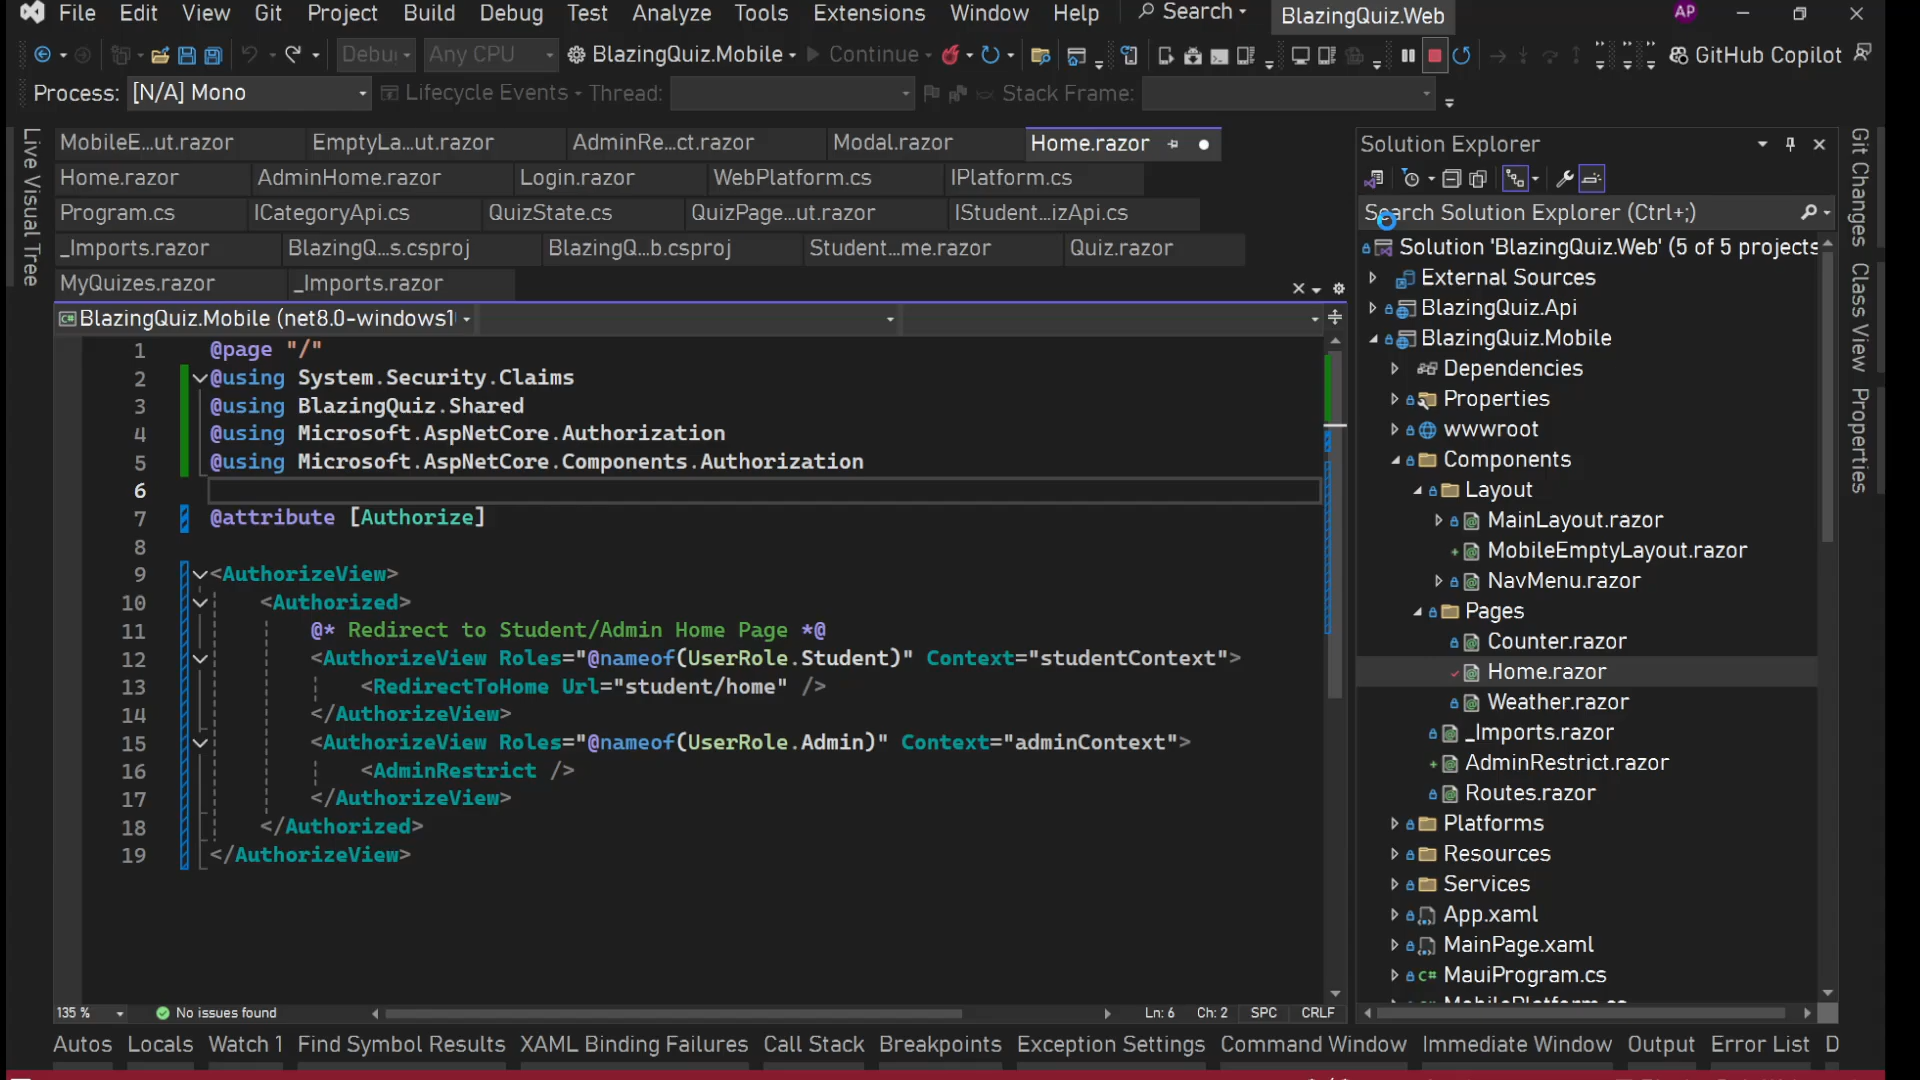 File Edit View Git Project Build Debug Test Analyze Tools Extensions Window Help Search BlazingQuiz.Web AP
Debug Any CPU BlazingQuiz.Mobile Continue GitHub Copilot
Process: [N/A] Mono Lifecycle Events Thread: Stack Frame:
MobileE...ut.razor EmptyLa...ut.razor AdminRe...ct.razor Modal.razor Home.razor
Home.razor AdminHome.razor Login.razor WebPlatform.cs IPlatform.cs
Program.cs ICategoryApi.cs QuizState.cs QuizPage...ut.razor IStudent...izApi.cs
_Imports.razor BlazingQ...s.csproj BlazingQ...b.csproj Student...me.razor Quiz.razor
MyQuizes.razor _Imports.razor
BlazingQuiz.Mobile (net8.0-windows1
1 @page "/"
2 @using System.Security.Claims
3 @using BlazingQuiz.Shared
4 @using Microsoft.AspNetCore.Authorization
5 @using Microsoft.AspNetCore.Components.Authorization
6
7 @attribute [Authorize]
8
9 <AuthorizeView>
10 <Authorized>
11 @* Redirect to Student/Admin Home Page *@
12 <AuthorizeView Roles="@nameof(UserRole.Student)" Context="studentContext">
13 <RedirectToHome Url="student/home" />
14 </AuthorizeView>
15 <AuthorizeView Roles="@nameof(UserRole.Admin)" Context="adminContext">
16 <AdminRestrict />
17 </AuthorizeView>
18 </Authorized>
19 </AuthorizeView>
135 % No issues found Ln: 6 Ch: 2 SPC CRLF
Autos Locals Watch 1 Find Symbol Results XAML Binding Failures Call Stack Breakpoints Exception Settings Command Window Immediate Window Output Error List D
Live Visual Tree
Solution Explorer
Search Solution Explorer (Ctrl+;)
Solution 'BlazingQuiz.Web' (5 of 5 projects
External Sources
BlazingQuiz.Api
BlazingQuiz.Mobile
Dependencies
Properties
wwwroot
Components
Layout
MainLayout.razor
MobileEmptyLayout.razor
NavMenu.razor
Pages
Counter.razor
Home.razor
Weather.razor
_Imports.razor
AdminRestrict.razor
Routes.razor
Platforms
Resources
Services
App.xaml
MainPage.xaml
MauiProgram.cs
MobilePlatform.cs
Git Changes
Class View
Properties